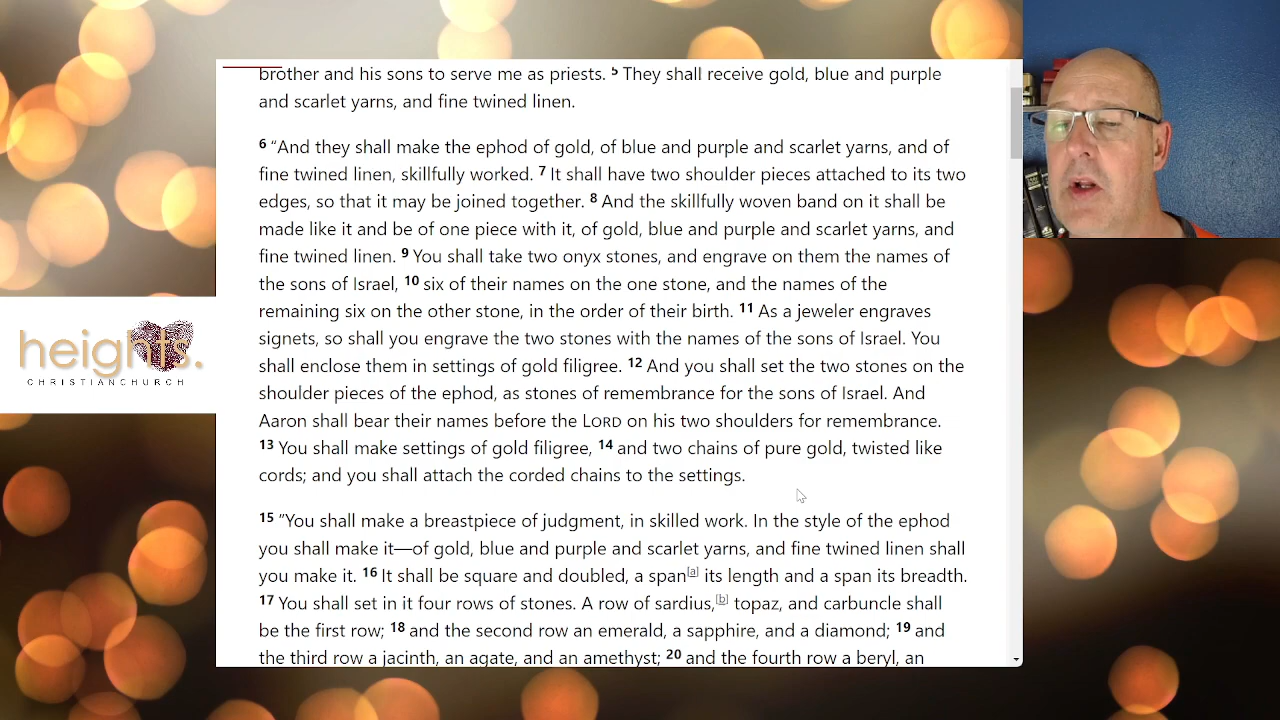 brother and his sons to serve me as priests. 5 They shall receive gold, blue and purple
and scarlet yarns, and fine twined linen.
6 “And they shall make the ephod of gold, of blue and purple and scarlet yarns, and of
fine twined linen, skillfully worked. 7 It shall have two shoulder pieces attached to its two
edges, so that it may be joined together. 8 And the skillfully woven band on it shall be
made like it and be of one piece with it, of gold, blue and purple and scarlet yarns, and
fine twined linen. 9 You shall take two onyx stones, and engrave on them the names of
the sons of Israel, 10 six of their names on the one stone, and the names of the
remaining six on the other stone, in the order of their birth. 11 As a jeweler engraves
signets, so shall you engrave the two stones with the names of the sons of Israel. You
shall enclose them in settings of gold filigree. 12 And you shall set the two stones on the
shoulder pieces of the ephod, as stones of remembrance for the sons of Israel. And
Aaron shall bear their names before the LORD on his two shoulders for remembrance.
13 You shall make settings of gold filigree, 14 and two chains of pure gold, twisted like
cords; and you shall attach the corded chains to the settings.
15 “You shall make a breastpiece of judgment, in skilled work. In the style of the ephod
you shall make it—of gold, blue and purple and scarlet yarns, and fine twined linen shall
you make it. 16 It shall be square and doubled, a span[a] its length and a span its breadth.
17 You shall set in it four rows of stones. A row of sardius,[b] topaz, and carbuncle shall
be the first row; 18 and the second row an emerald, a sapphire, and a diamond; 19 and
the third row a jacinth, an agate, and an amethyst; 20 and the fourth row a beryl, an
heights.
CHRISTIANCHURCH